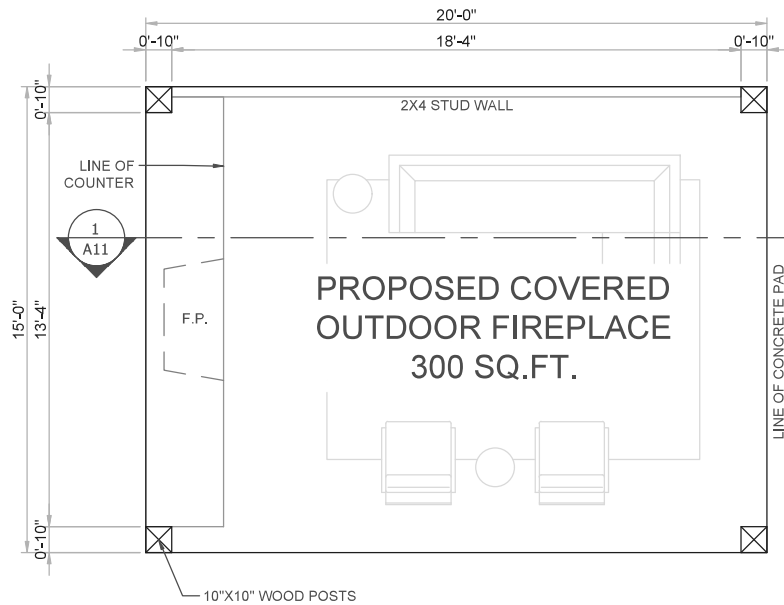 20'-0"
0'-10"
18'-4"
0'-10"
0'-10"
2X4 STUD WALL
LINE OF
COUNTER
1
A11
15'-0"
13'-4"
F.P.
PROPOSED COVERED
OUTDOOR FIREPLACE
300 SQ.FT.
LINE OF CONCRETE PAD
0'-10"
10"X10" WOOD POSTS